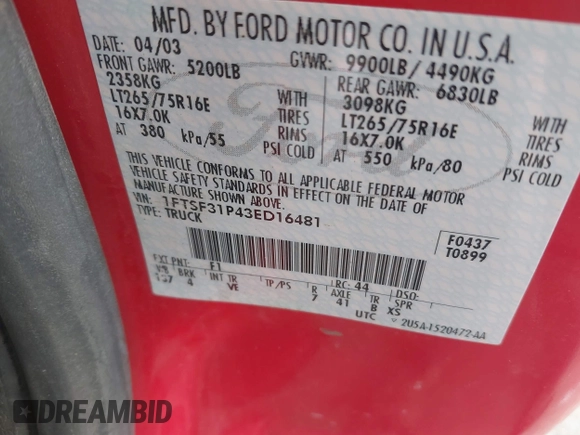 MFD. BY FORD MOTOR CO. IN U.S.A.
DATE: 04/03 GVWR: 9900LB/ 4490KG
FRONT GAWR: 5200LB REAR GAWR: 6830LB
2358KG 3098KG
LT265/75R16E WITH TIRES LT265/75R16E WITH TIRES
16X7.0K RIMS 16X7.0K RIMS
AT 380 kPa/55 PSI COLD AT 550 kPa/80 PSI COLD
THIS VEHICLE CONFORMS TO ALL APPLICABLE FEDERAL MOTOR
VEHICLE SAFETY STANDARDS IN EFFECT ON THE DATE OF
MANUFACTURE SHOWN ABOVE.
VIN: 1FTSF31P43ED16481
TYPE: TRUCK
F0437
T0899
EXT PNT: F1 RC: 44 DSO:
WB BRK INT TR TP/PS R AXLE TR SPR
137 4 VE 7 41 B XS
UTC 2U5A-1520472-AA
Ford
DREAMBID